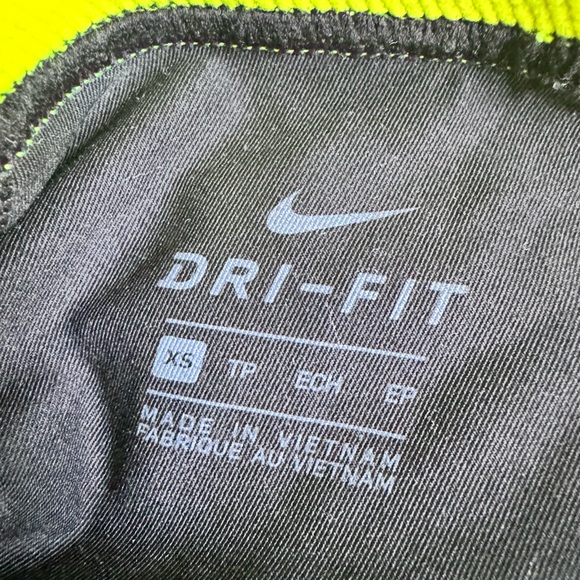 DRI-FIT
XS TP ECH EP
MADE IN VIETNAM
FABRIQUE AU VIETNAM